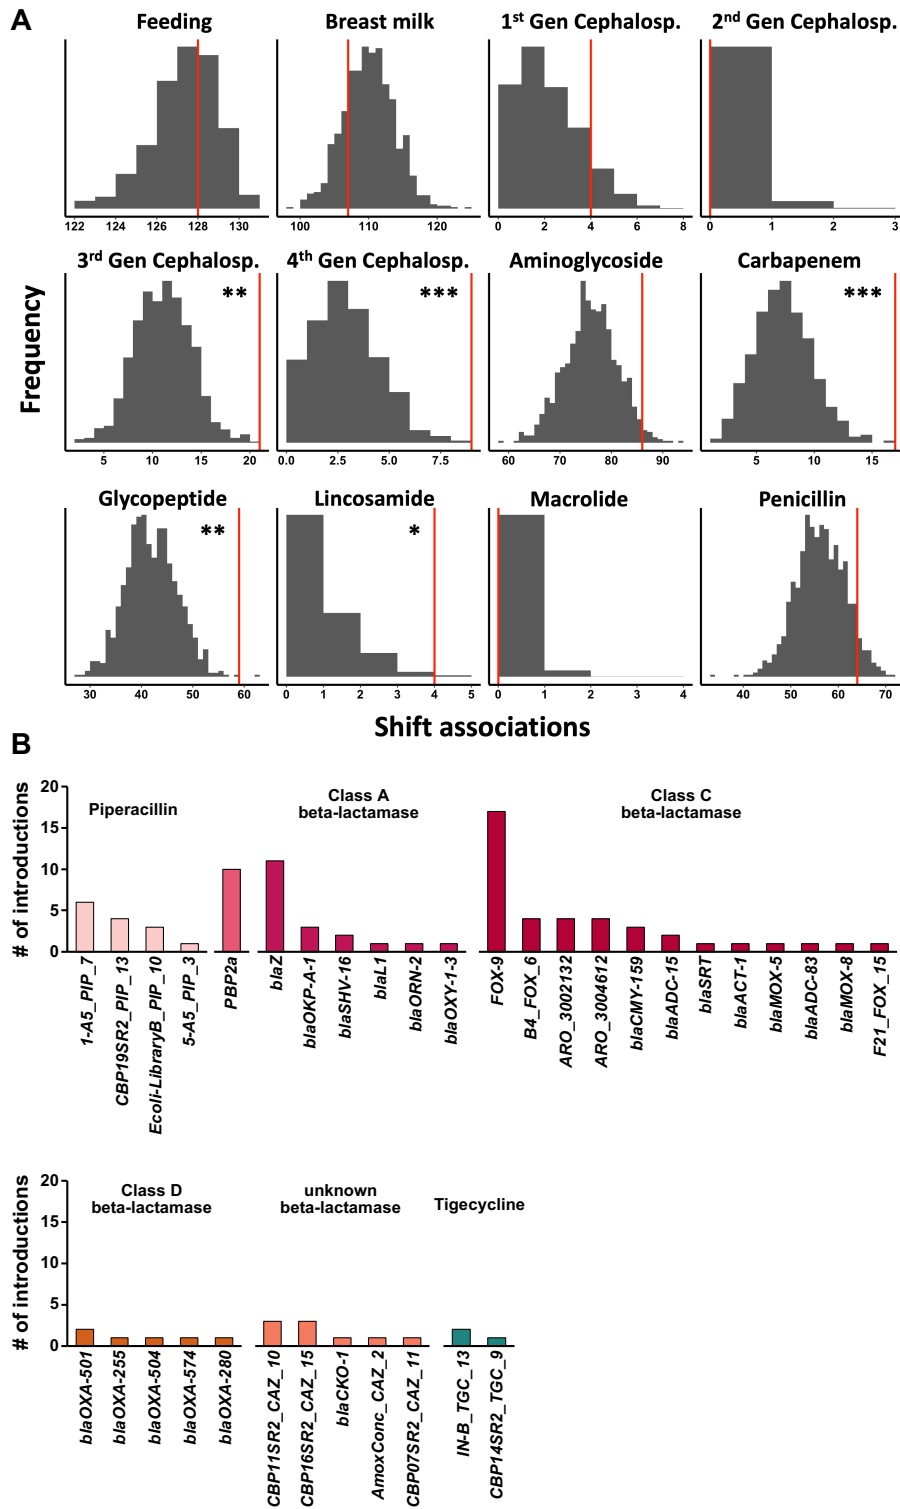 A
Feeding
Breast milk
1st Gen Cephalosp.
2nd Gen Cephalosp.
122 124 126 128 130
100 110 120
0 2 4 6 8
0 1 2 3
Frequency
3rd Gen Cephalosp.
4th Gen Cephalosp.
Aminoglycoside
Carbapenem
**
***
***
5 10 15 20
0.0 2.5 5.0 7.5
60 70 80 90
5 10 15
Glycopeptide
Lincosamide
Macrolide
Penicillin
**
*
30 40 50 60
0 1 2 3 4 5
0 1 2 3 4
40 50 60 70
Shift associations
B
# of introductions
20
15
10
5
0
Piperacillin
Class A
beta-lactamase
Class C
beta-lactamase
1-A5_PIP_7
CBP19SR2_PIP_13
Ecoli-LibraryB_PIP_10
5-A5_PIP_3
PBP2a
blaZ
blaOKP-A-1
blaSHV-16
blaL1
blaORN-2
blaOXY-1-3
FOX-9
B4_FOX_6
ARO_3002132
ARO_3004612
blaCMY-159
blaADC-15
blaSRT
blaACT-1
blaMOX-5
blaADC-83
blaMOX-8
F21_FOX_15
# of introductions
20
15
10
5
0
Class D
beta-lactamase
unknown
beta-lactamase
Tigecycline
blaOXA-501
blaOXA-255
blaOXA-504
blaOXA-574
blaOXA-280
CBP11SR2_CAZ_10
CBP16SR2_CAZ_15
blaCKO-1
AmoxConc_CAZ_2
CBP07SR2_CAZ_11
IN-B_TGC_13
CBP14SR2_TGC_9